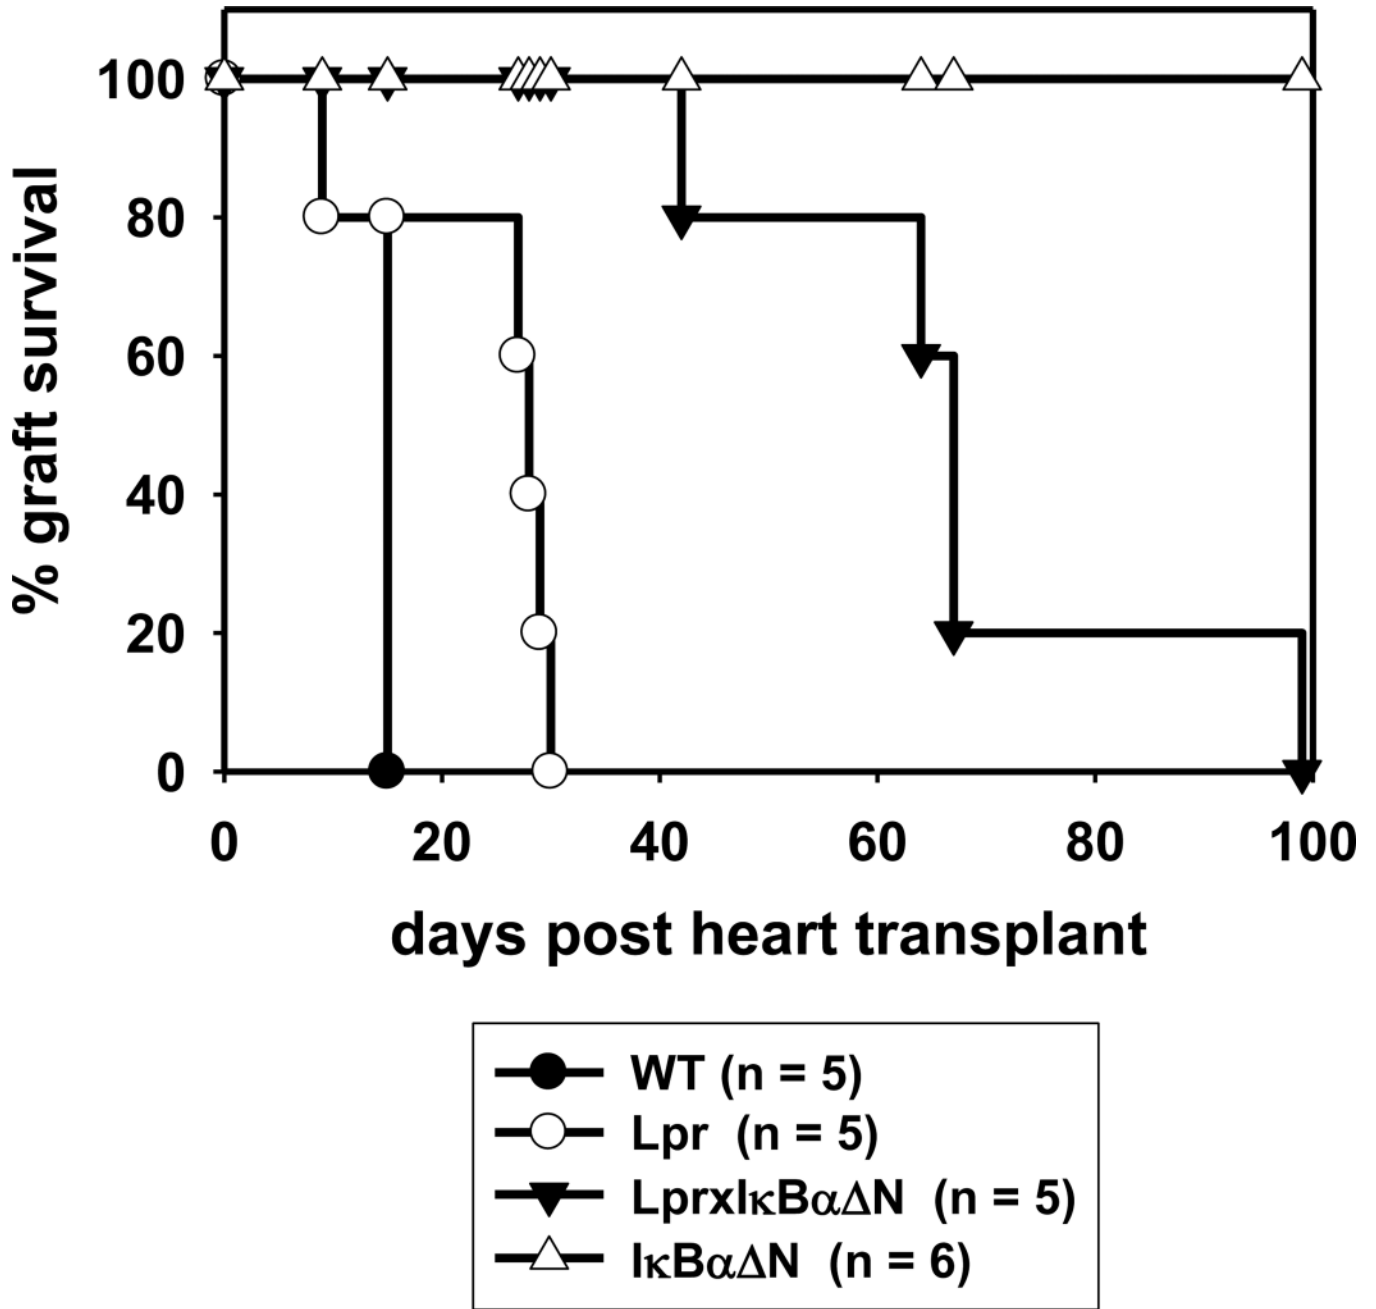 % graft survival
100
80
60
40
20
0
0 20 40 60 80 100
days post heart transplant
WT (n = 5)
Lpr (n = 5)
LprxIκBαΔN (n = 5)
IκBαΔN (n = 6)